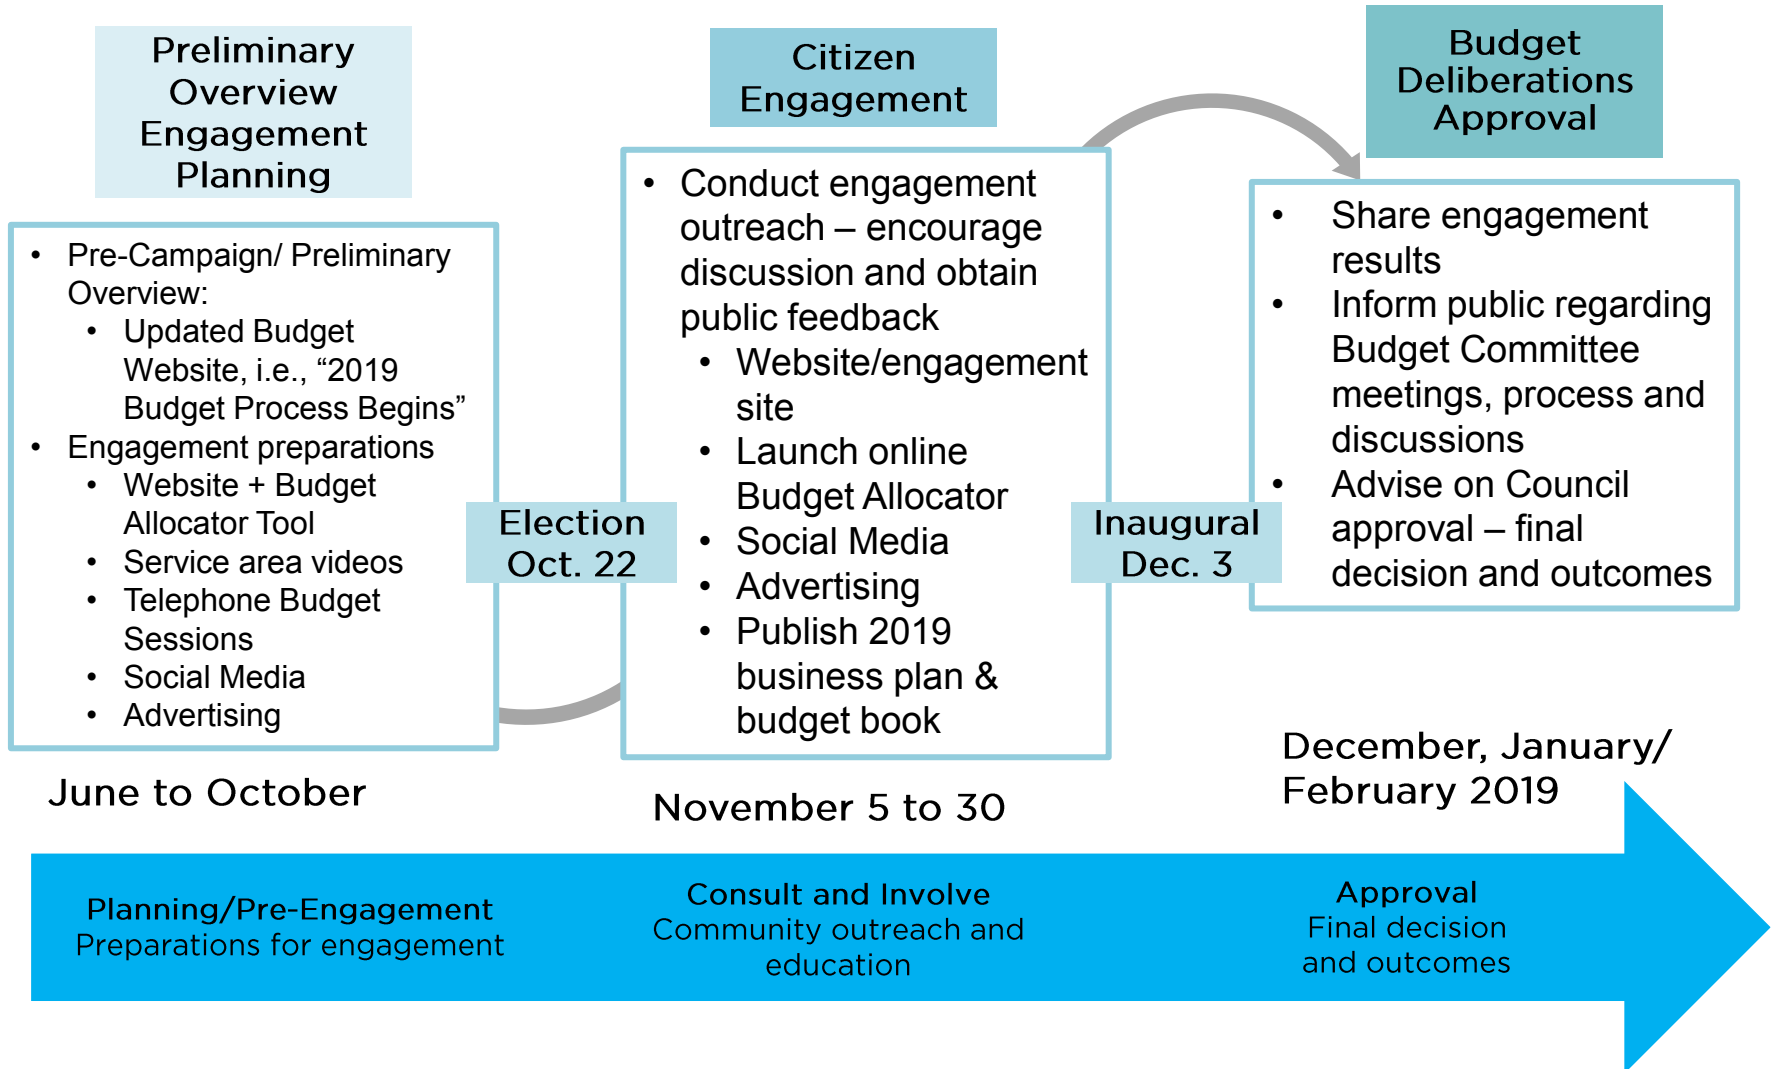 Preliminary
Overview
Engagement
Planning
• Pre-Campaign/ Preliminary
Overview:
• Updated Budget
Website, i.e., “2019
Budget Process Begins”
• Engagement preparations
• Website + Budget
Allocator Tool
• Service area videos
• Telephone Budget
Sessions
• Social Media
• Advertising
June to October
Election
Oct. 22
Citizen
Engagement
• Conduct engagement
outreach – encourage
discussion and obtain
public feedback
• Website/engagement
site
• Launch online
Budget Allocator
• Social Media
• Advertising
• Publish 2019
business plan &
budget book
November 5 to 30
Inaugural
Dec. 3
Budget
Deliberations
Approval
• Share engagement
results
• Inform public regarding
Budget Committee
meetings, process and
discussions
• Advise on Council
approval – final
decision and outcomes
December, January/
February 2019
Planning/Pre-Engagement
Preparations for engagement
Consult and Involve
Community outreach and
education
Approval
Final decision
and outcomes